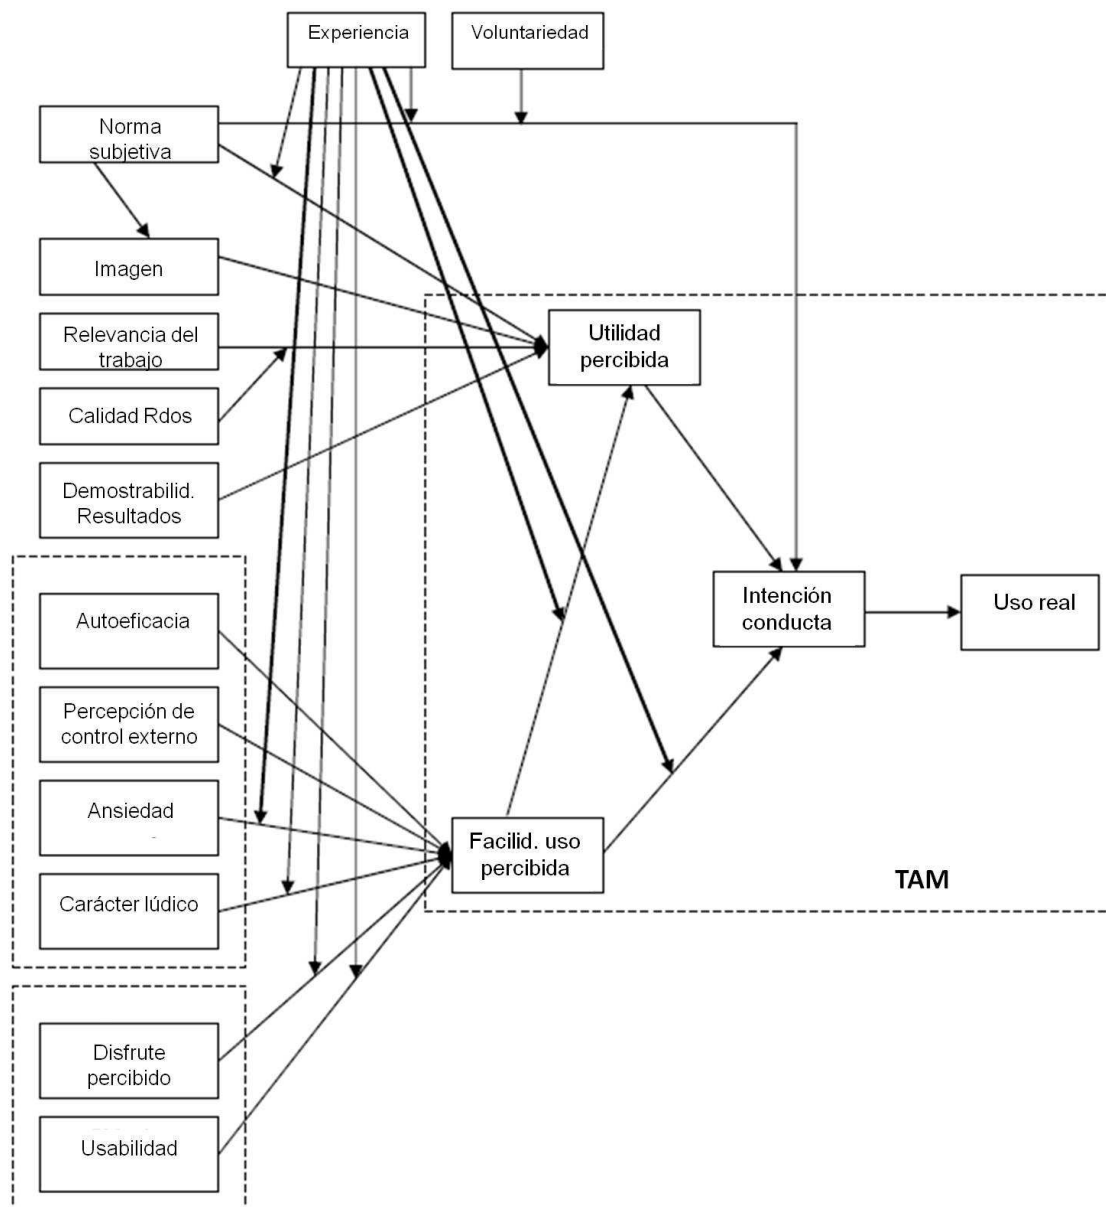 Experiencia
Voluntariedad
Norma
subjetiva
Imagen
Relevancia del
trabajo
Calidad Rdos
Demostrabilid.
Resultados
Utilidad
percibida
Autoeficacia
Intención
conducta
Uso real
Percepción de
control externo
Ansiedad
Carácter lúdico
Facilid. uso
percibida
TAM
Disfrute
percibido
Usabilidad